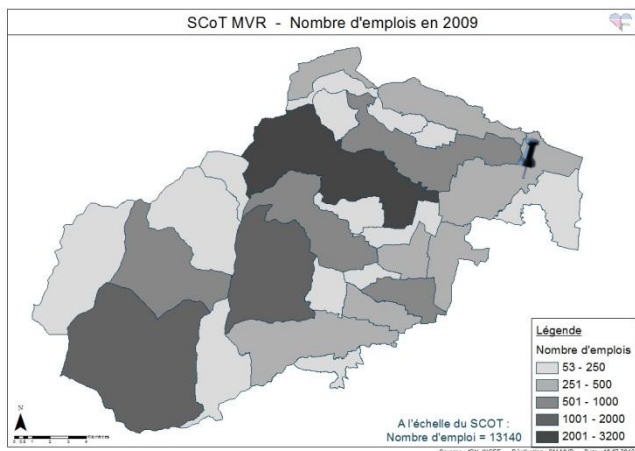 SCoT MVR - Nombre d'emplois en 2009
Légende
Nombre d'emplois
53 - 250
251 - 500
501 - 1000
1001 - 2000
2001 - 3200
N
A l'échelle du SCOT :
Nombre d'emploi = 13140